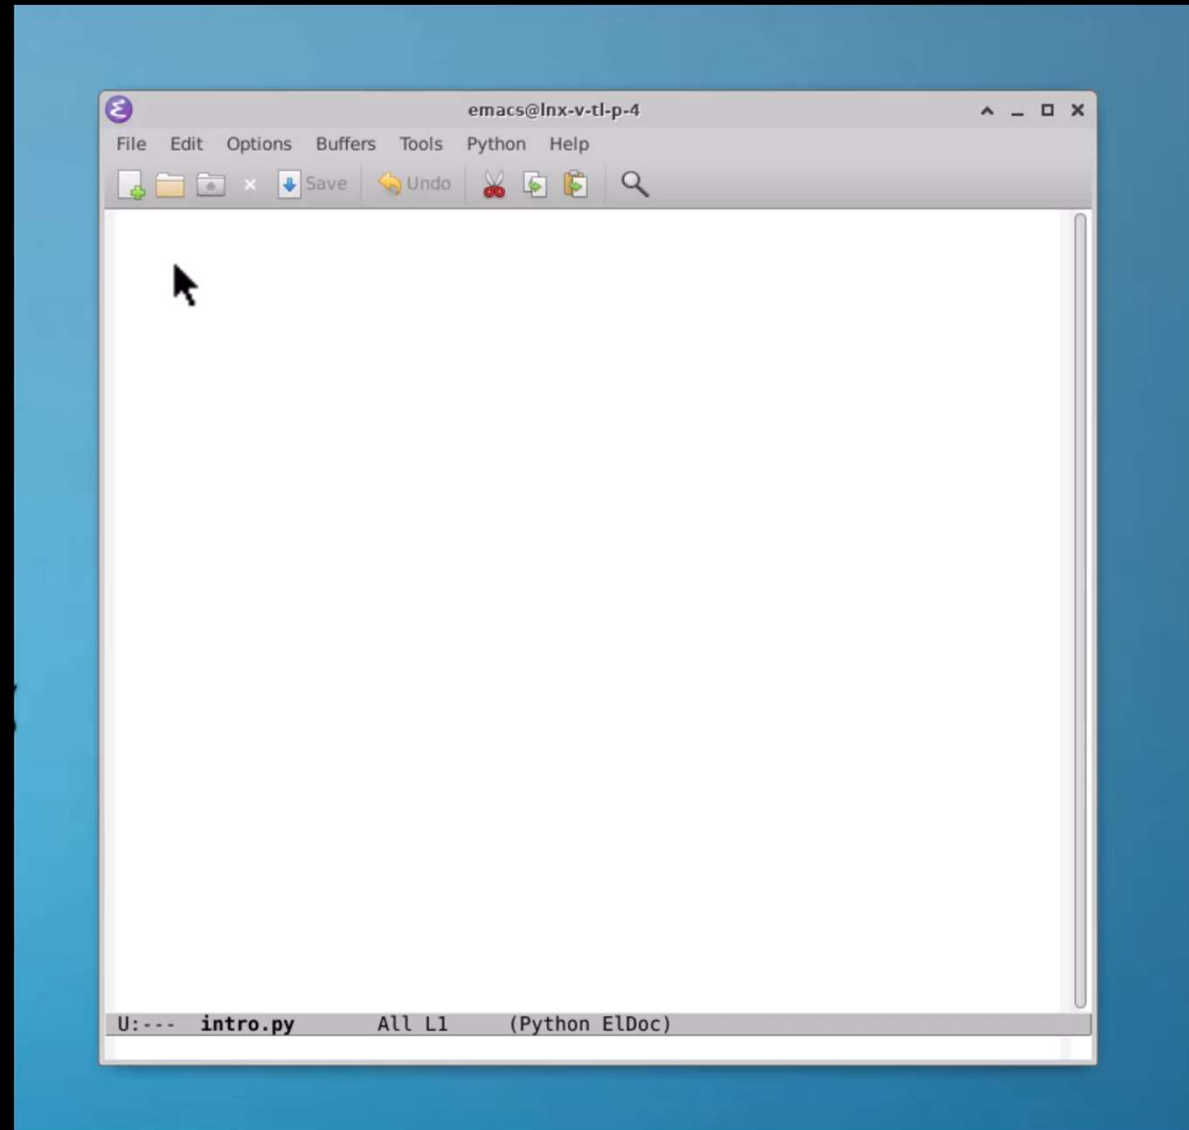 emacs@lnx-v-tl-p-4
File Edit Options Buffers Tools Python Help
Save Undo
U:--- intro.py All L1 (Python ElDoc)